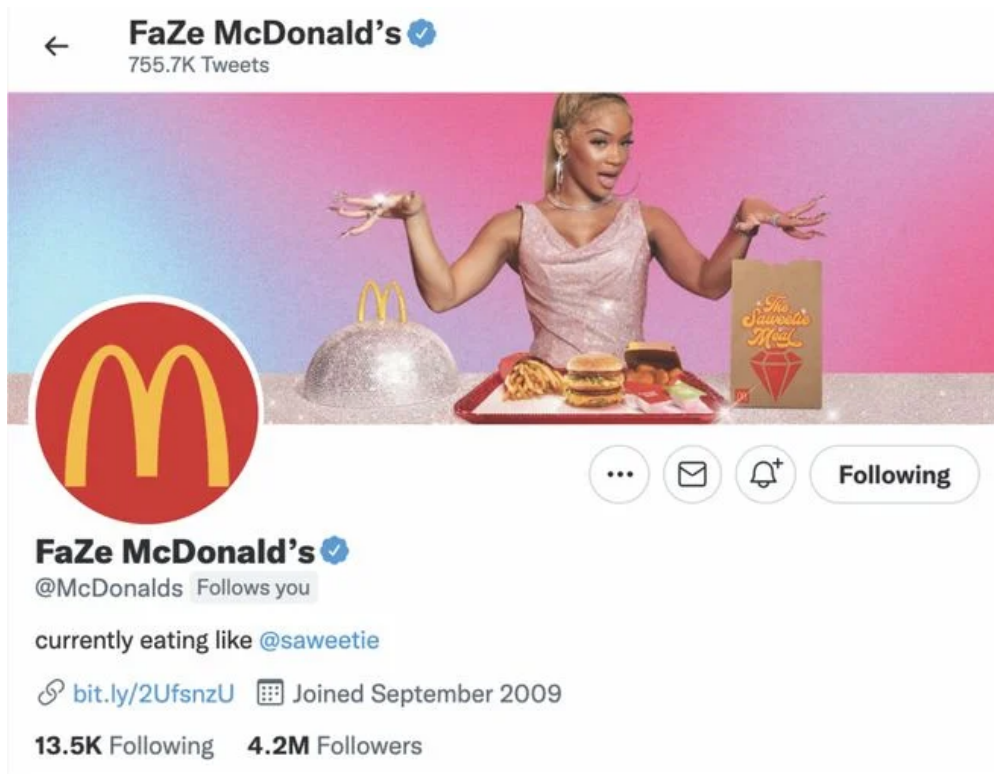 FaZe McDonald's
755.7K Tweets
The
Saweetie
Meal
Following
FaZe McDonald's
@McDonalds Follows you
currently eating like @saweetie
bit.ly/2UfsnzU Joined September 2009
13.5K Following 4.2M Followers